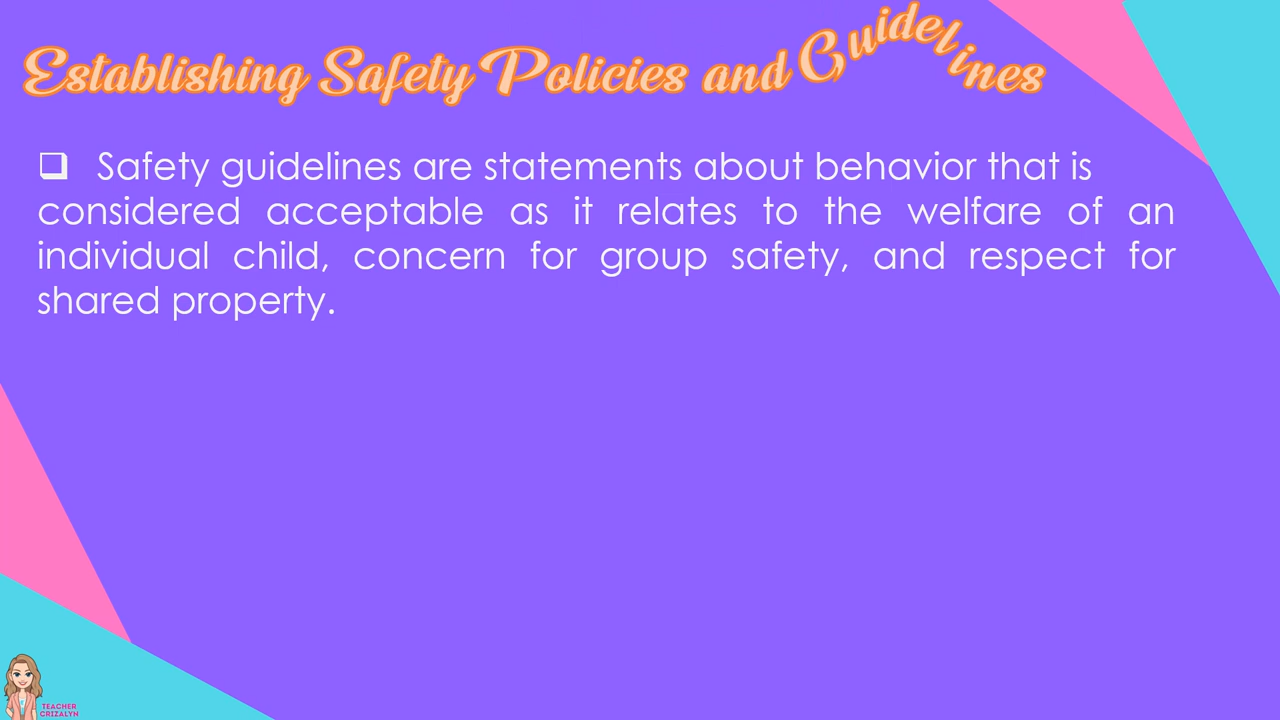 Establishing Safety Policies and Guidelines
❑ Safety guidelines are statements about behavior that is
considered acceptable as it relates to the welfare of an
individual child, concern for group safety, and respect for
shared property.
TEACHER
CRIZALYN